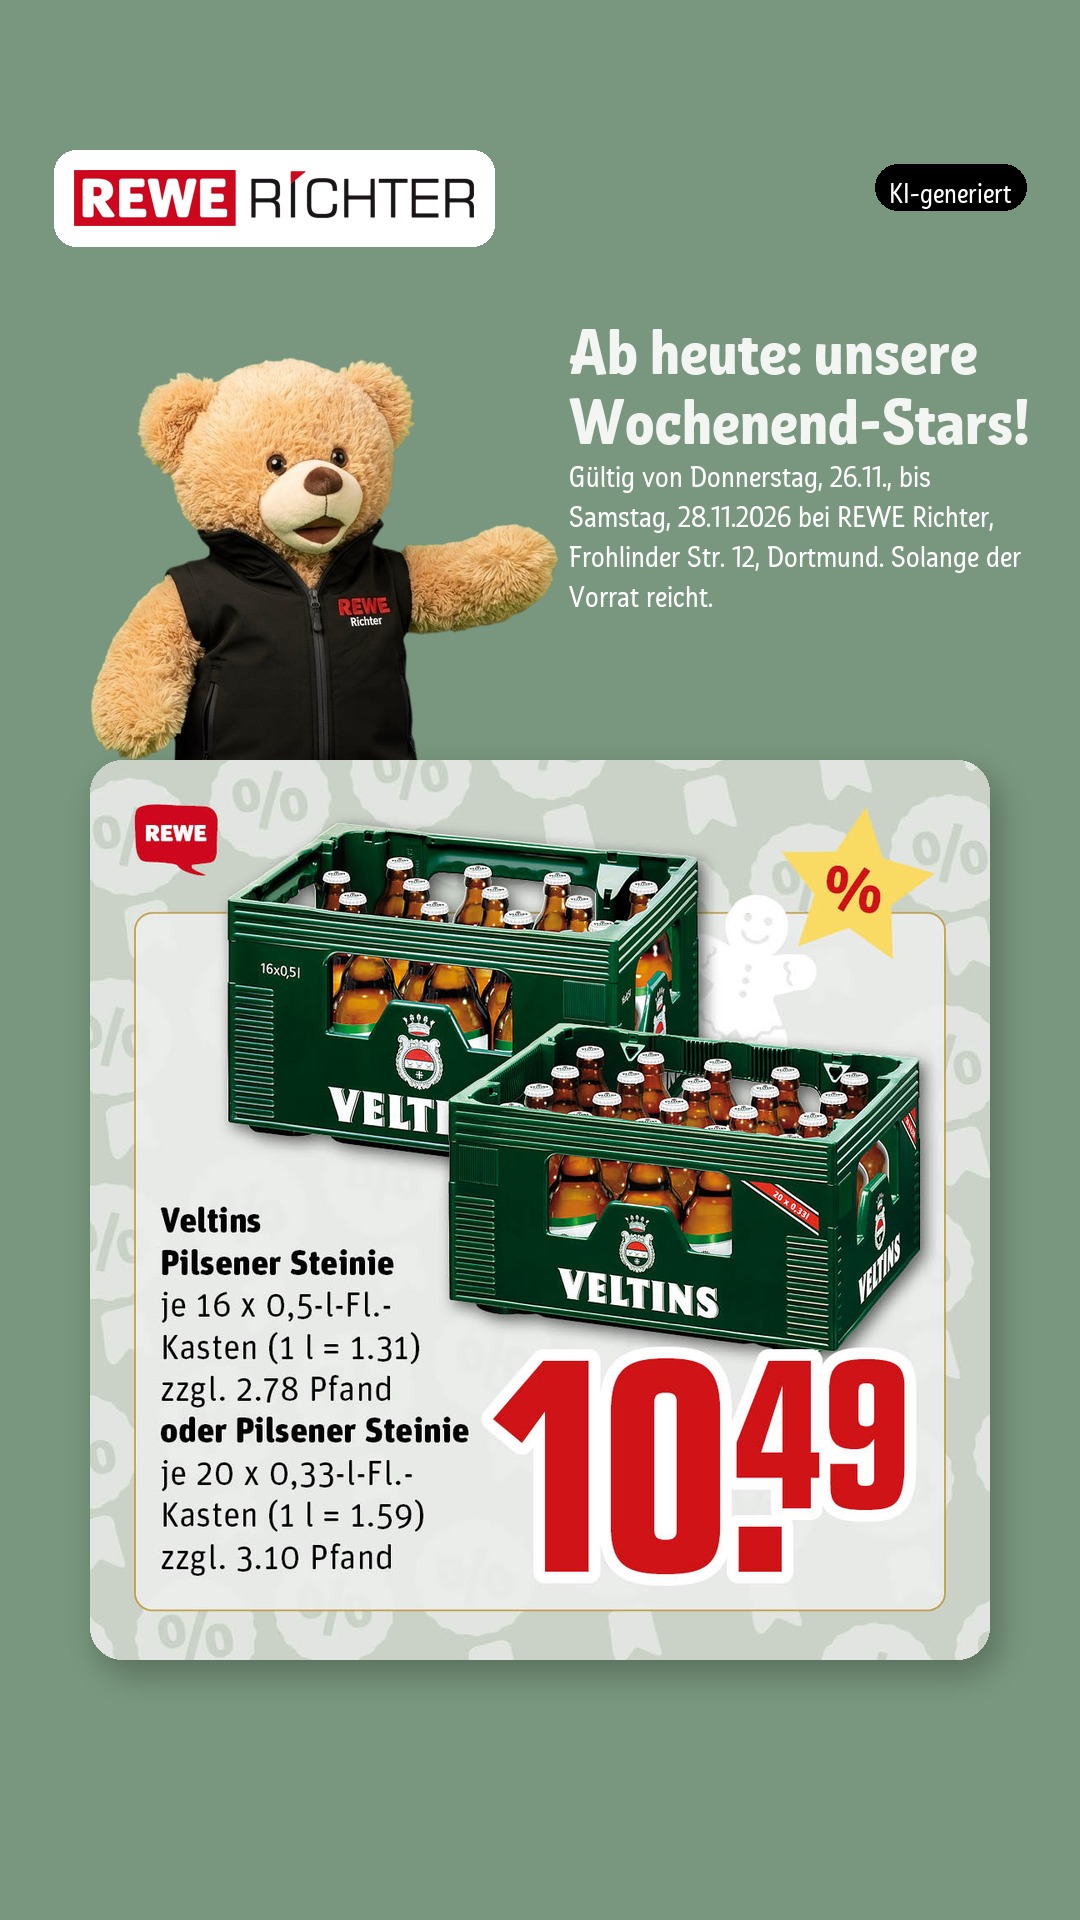 REWE RICHTER
KI-generiert
Ab heute: unsere
Wochenend-Stars!
Gültig von Donnerstag, 26.11., bis
Samstag, 28.11.2026 bei REWE Richter,
Frohlinder Str. 12, Dortmund. Solange der
Vorrat reicht.
REWE
Richter
REWE
%
16x0,5l
VELTI
20 x 0,33l
VELTINS
VELTINS
Veltins
Pilsener Steinie
je 16 x 0,5-l-Fl.-
Kasten (1 l = 1.31)
zzgl. 2.78 Pfand
oder Pilsener Steinie
je 20 x 0,33-l-Fl.-
Kasten (1 l = 1.59)
zzgl. 3.10 Pfand
10.49